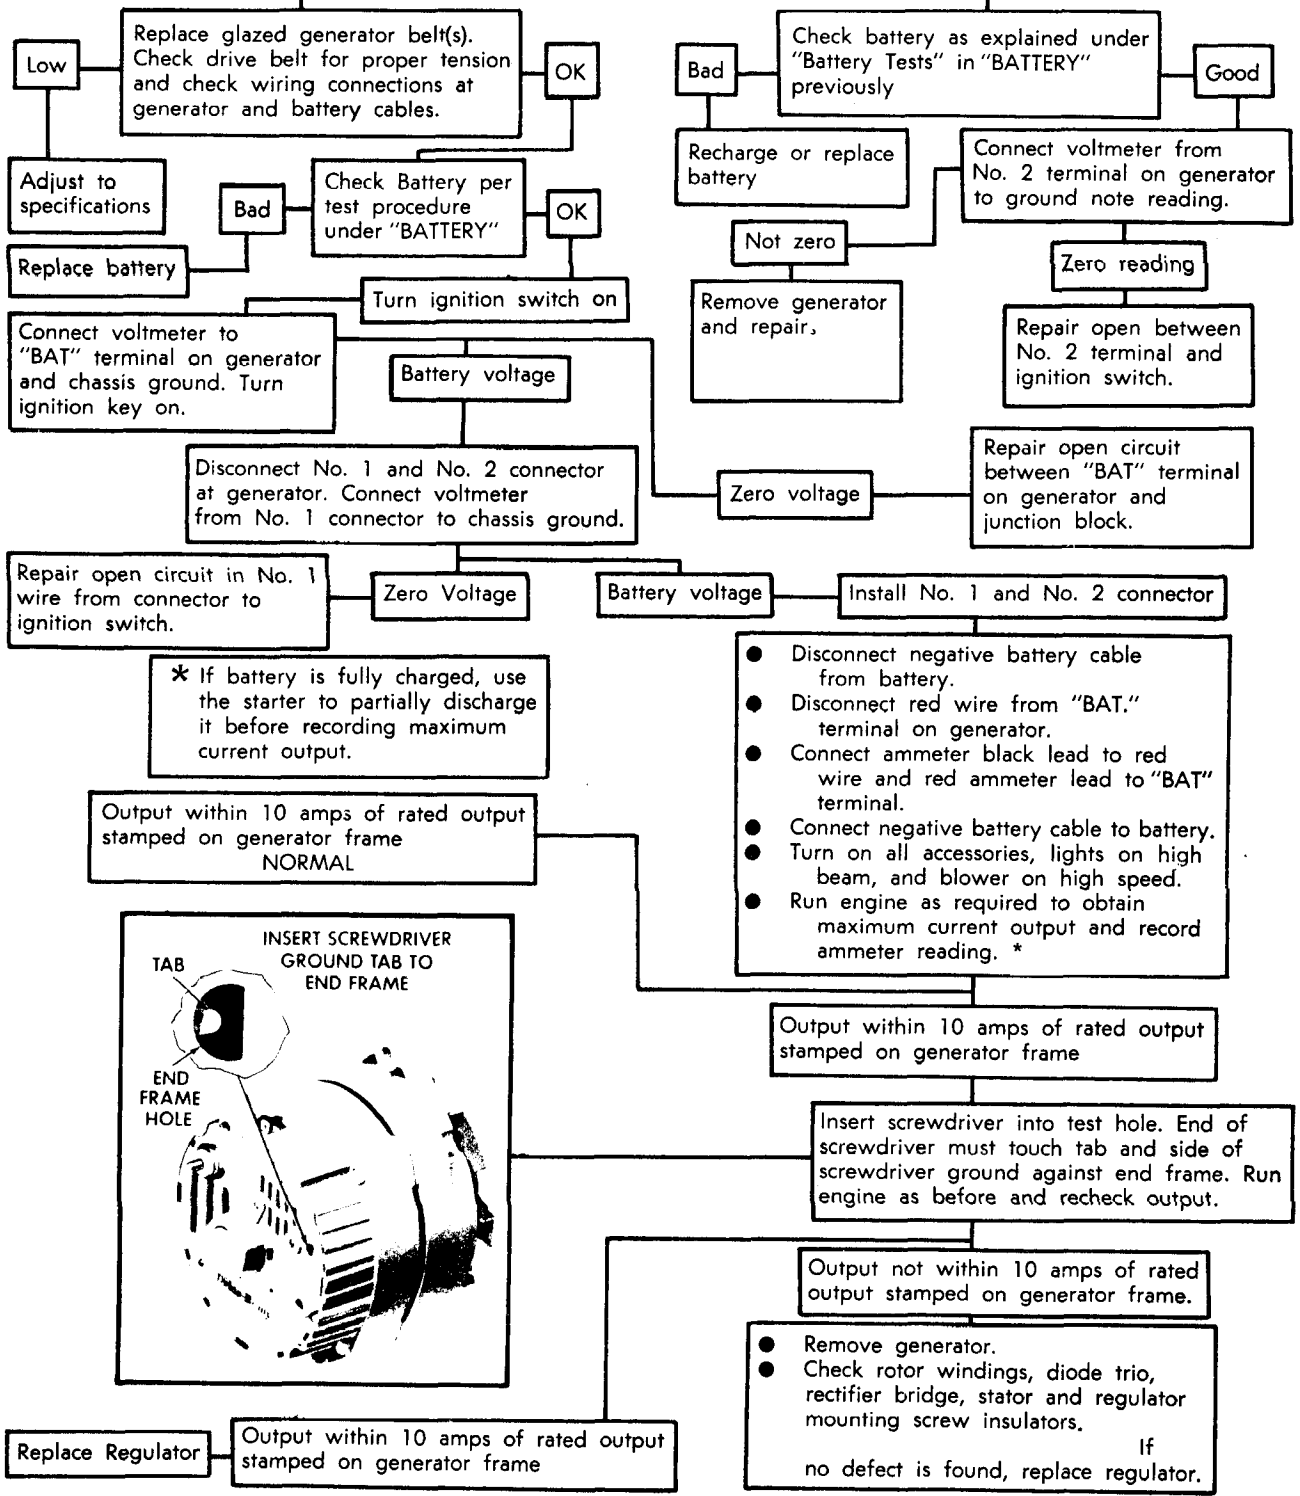 Replace glazed generator belt(s).
Check drive belt for proper tension
and check wiring connections at
generator and battery cables.
Low
OK
Adjust to
specifications
Check Battery per
test procedure
under "BATTERY"
Bad
OK
Replace battery
Turn ignition switch on
Connect voltmeter to
"BAT" terminal on generator
and chassis ground. Turn
ignition key on.
Battery voltage
Check battery as explained under
"Battery Tests" in "BATTERY"
previously
Bad
Good
Recharge or replace
battery
Connect voltmeter from
No. 2 terminal on generator
to ground note reading.
Not zero
Zero reading
Remove generator
and repair.
Repair open between
No. 2 terminal and
ignition switch.
Disconnect No. 1 and No. 2 connector
at generator. Connect voltmeter
from No. 1 connector to chassis ground.
Zero voltage
Repair open circuit
between "BAT" terminal
on generator and
junction block.
Repair open circuit in No. 1
wire from connector to
ignition switch.
Zero Voltage
Battery voltage
Install No. 1 and No. 2 connector
* If battery is fully charged, use
the starter to partially discharge
it before recording maximum
current output.
● Disconnect negative battery cable
from battery.
● Disconnect red wire from "BAT."
terminal on generator.
● Connect ammeter black lead to red
wire and red ammeter lead to "BAT"
terminal.
● Connect negative battery cable to battery.
● Turn on all accessories, lights on high
beam, and blower on high speed.
● Run engine as required to obtain
maximum current output and record
ammeter reading. *
Output within 10 amps of rated output
stamped on generator frame
NORMAL
INSERT SCREWDRIVER
GROUND TAB TO
END FRAME
TAB
END
FRAME
HOLE
Output within 10 amps of rated output
stamped on generator frame
Insert screwdriver into test hole. End of
screwdriver must touch tab and side of
screwdriver ground against end frame. Run
engine as before and recheck output.
Output not within 10 amps of rated
output stamped on generator frame.
● Remove generator.
● Check rotor windings, diode trio,
rectifier bridge, stator and regulator
mounting screw insulators.
If
no defect is found, replace regulator.
Replace Regulator
Output within 10 amps of rated output
stamped on generator frame